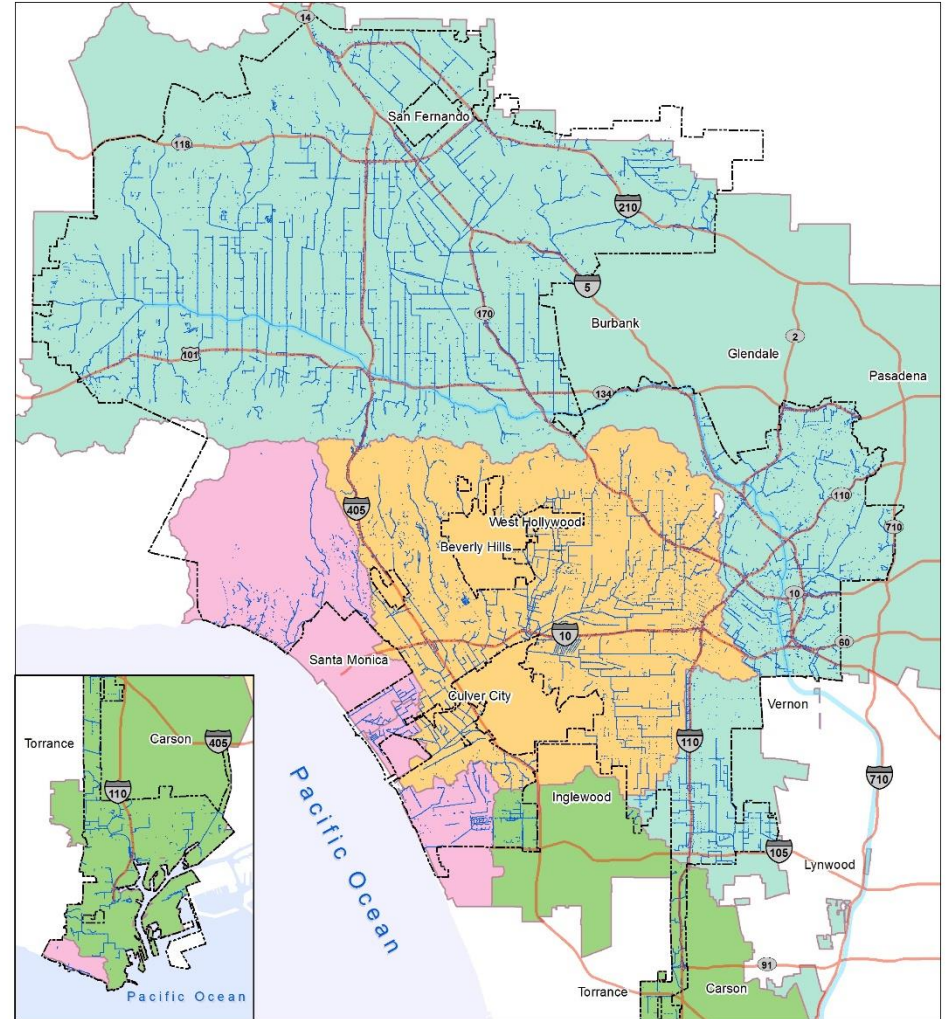 14
San Fernando
118
210
5
170
Burbank
2
Glendale
101
Pasadena
134
405
110
West Hollywood
710
Beverly Hills
10
10
60
Santa Monica
Culver City
Vernon
Torrance
Carson
405
110
110
710
Inglewood
105
Lynwood
Pacific Ocean
91
Torrance
Carson
Pacific Ocean